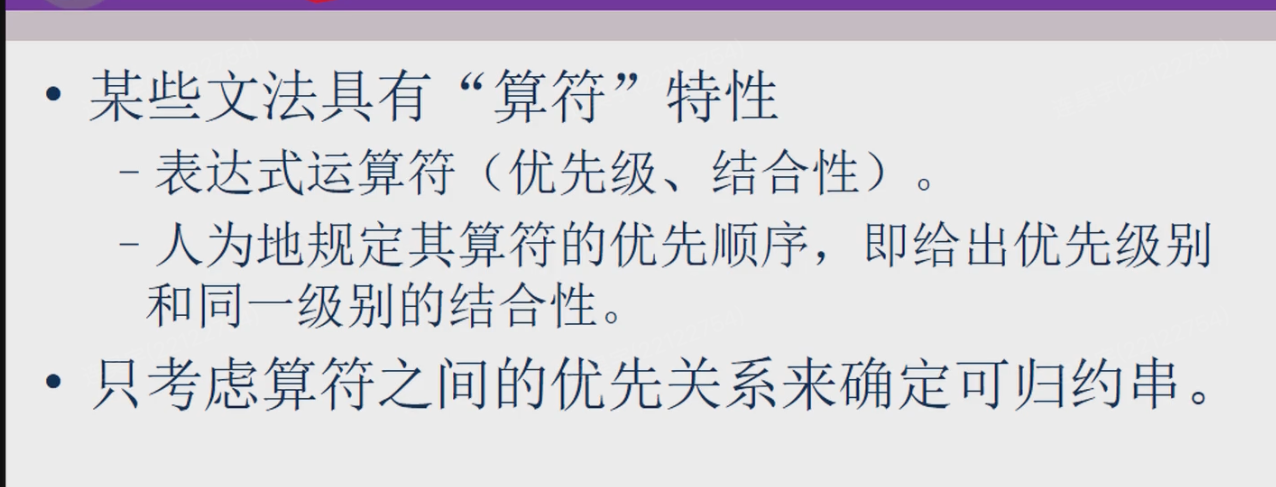 • 某些文法具有“算符”特性
– 表达式运算符（优先级、结合性）。
– 人为地规定其算符的优先顺序，即给出优先级别
和同一级别的结合性。
• 只考虑算符之间的优先关系来确定可归约串。